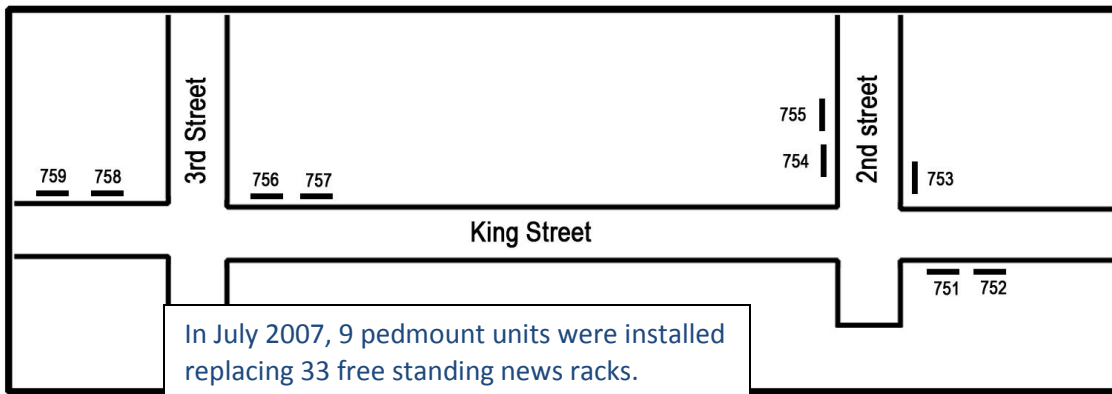 3rd Street
2nd street
755
754
753
759 758 756 757
King Street
751 752
In July 2007, 9 pedmount units were installed
replacing 33 free standing news racks.